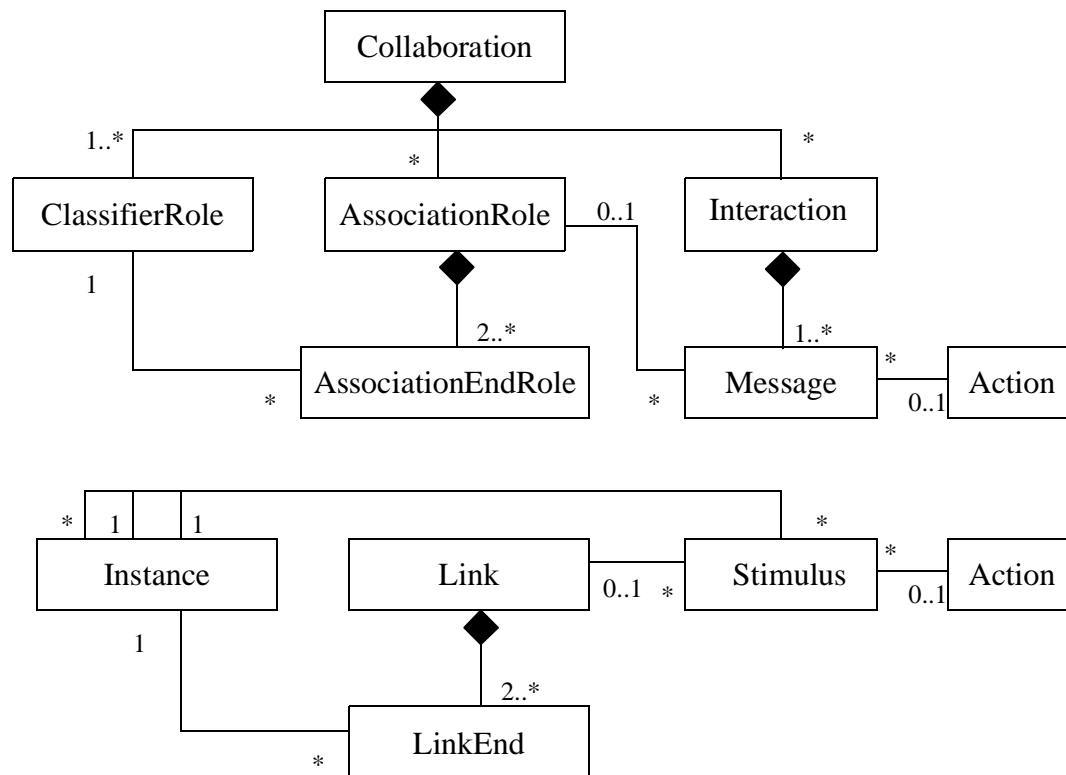 Collaboration
1..*
*
*
ClassifierRole
AssociationRole
0..1
Interaction
1
2..*
1..*
*
AssociationEndRole
*
Message
*
0..1
Action
*
1
1
*
*
Instance
Link
0..1
*
Stimulus
0..1
Action
1
2..*
*
LinkEnd